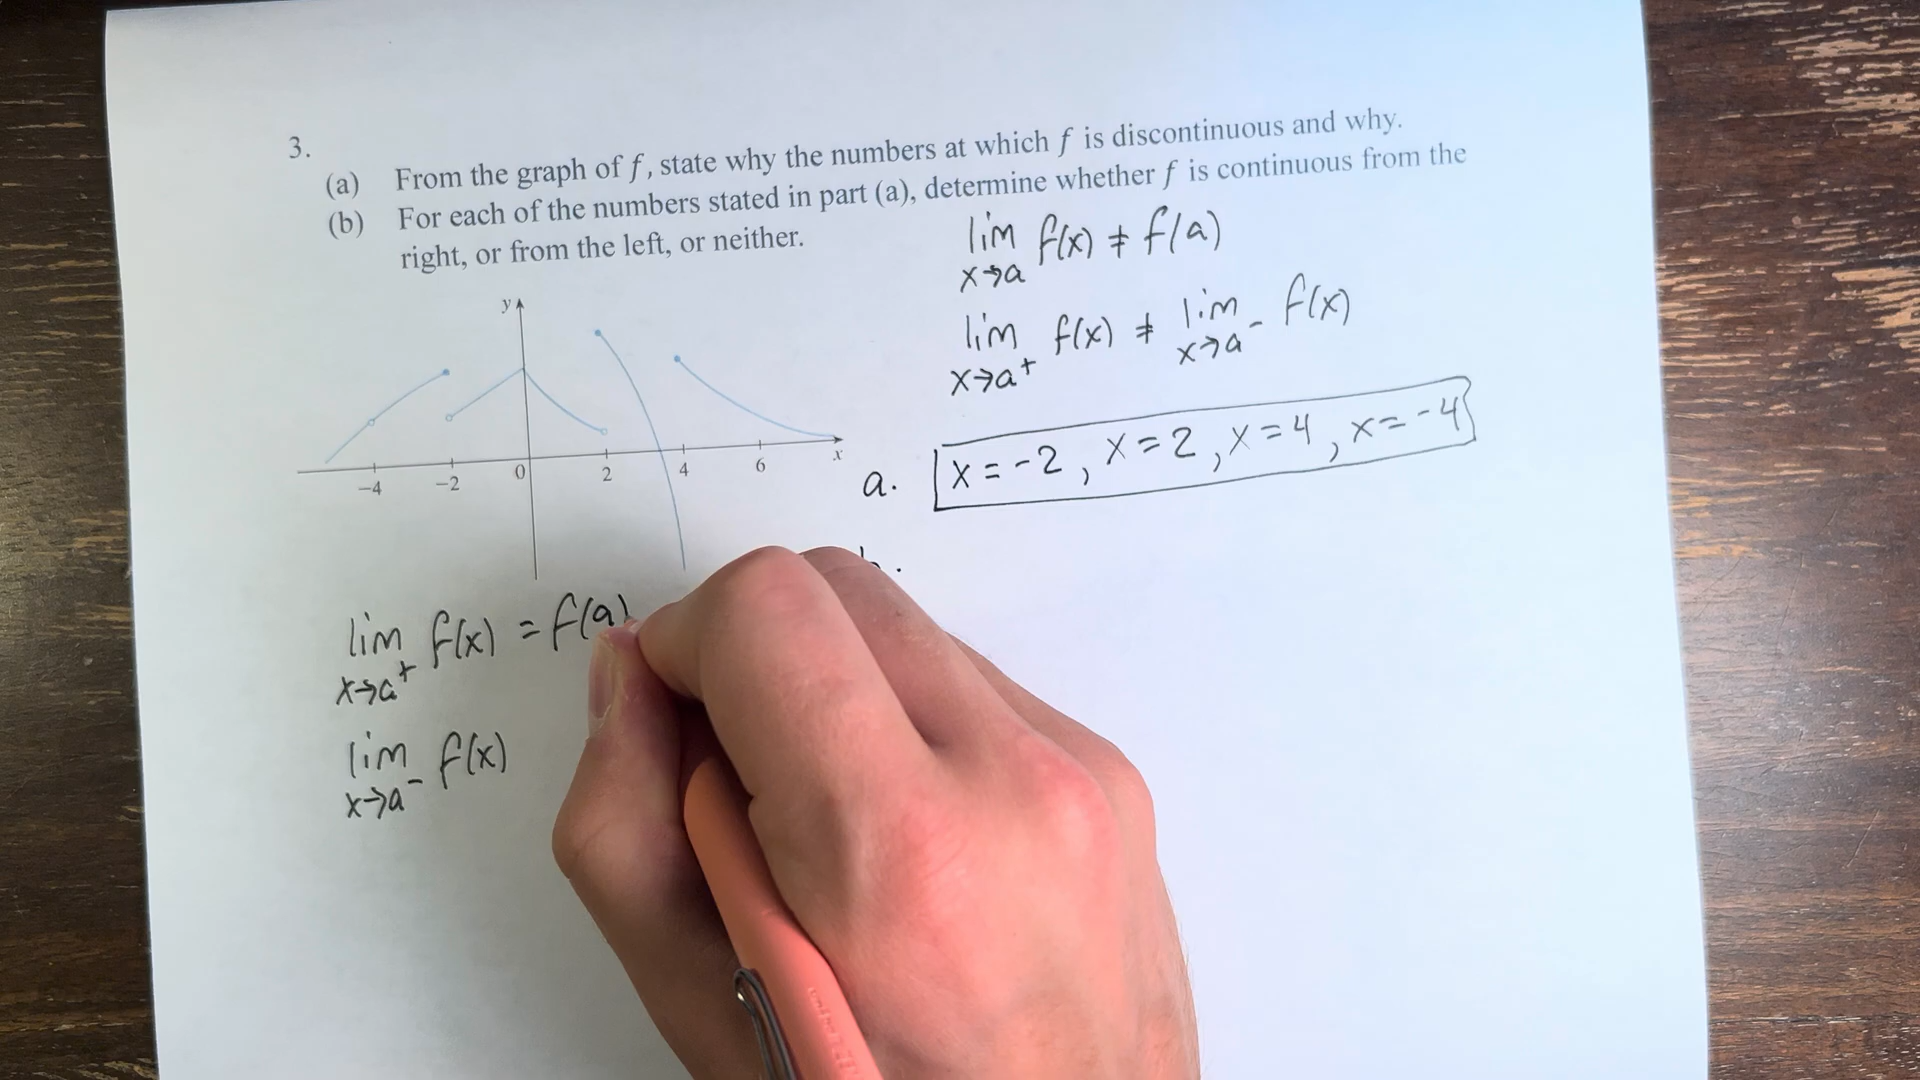 3.
(a) From the graph of f, state why the numbers at which f is discontinuous and why.
(b) For each of the numbers stated in part (a), determine whether f is continuous from the
right, or from the left, or neither.
lim x→a f(x) ≠ f(a)
lim x→a⁺ f(x) ≠ lim x→a⁻ f(x)
y
x
−4 −2 0 2 4 6
a. x = -2, x = 2, x = 4, x = -4
lim x→a⁺ f(x) = f(a)
lim x→a⁻ f(x)